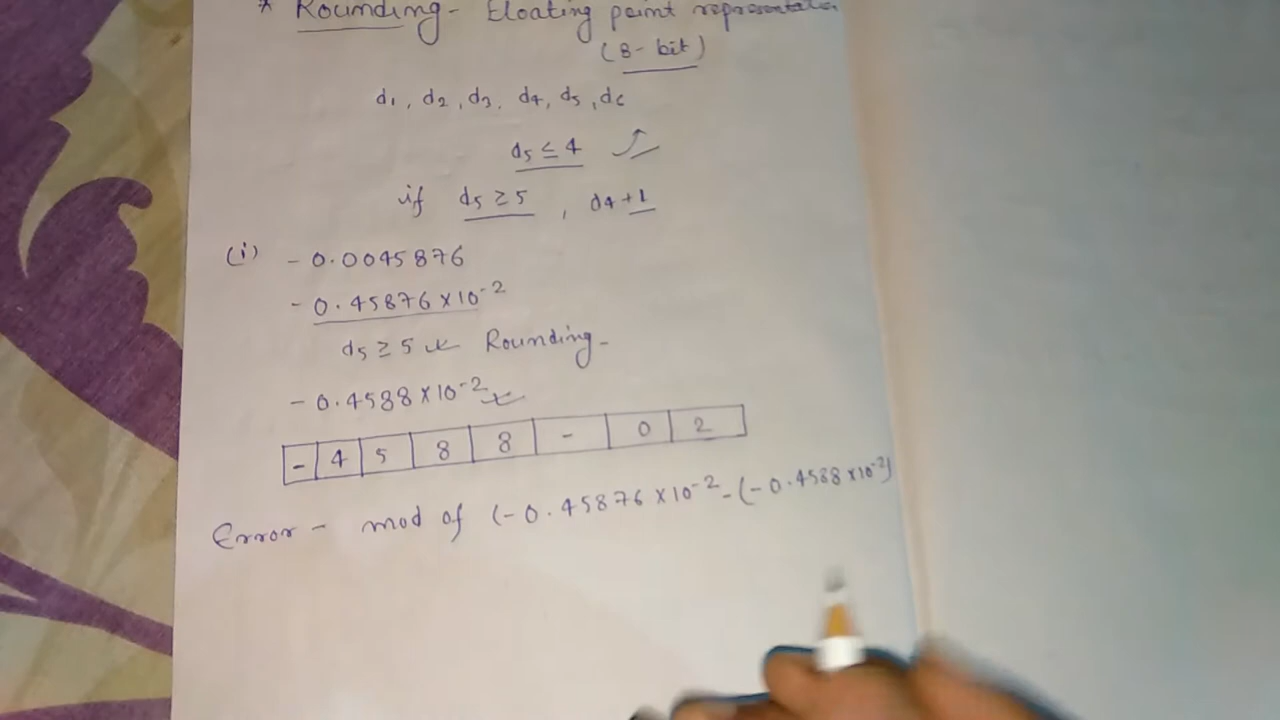 * Rounding - Floating point representation
(8-bit)
d1, d2, d3, d4, d5, d6
d5 ≤ 4
if d5 ≥ 5, d4+1
(i) - 0.0045876
- 0.45876 × 10^-2
d5 ≥ 5 Rounding -
- 0.4588 × 10^-2
- 4 5 8 8 - 0 2
Error - mod of (-0.45876 × 10^-2 - (-0.4588 × 10^-2)